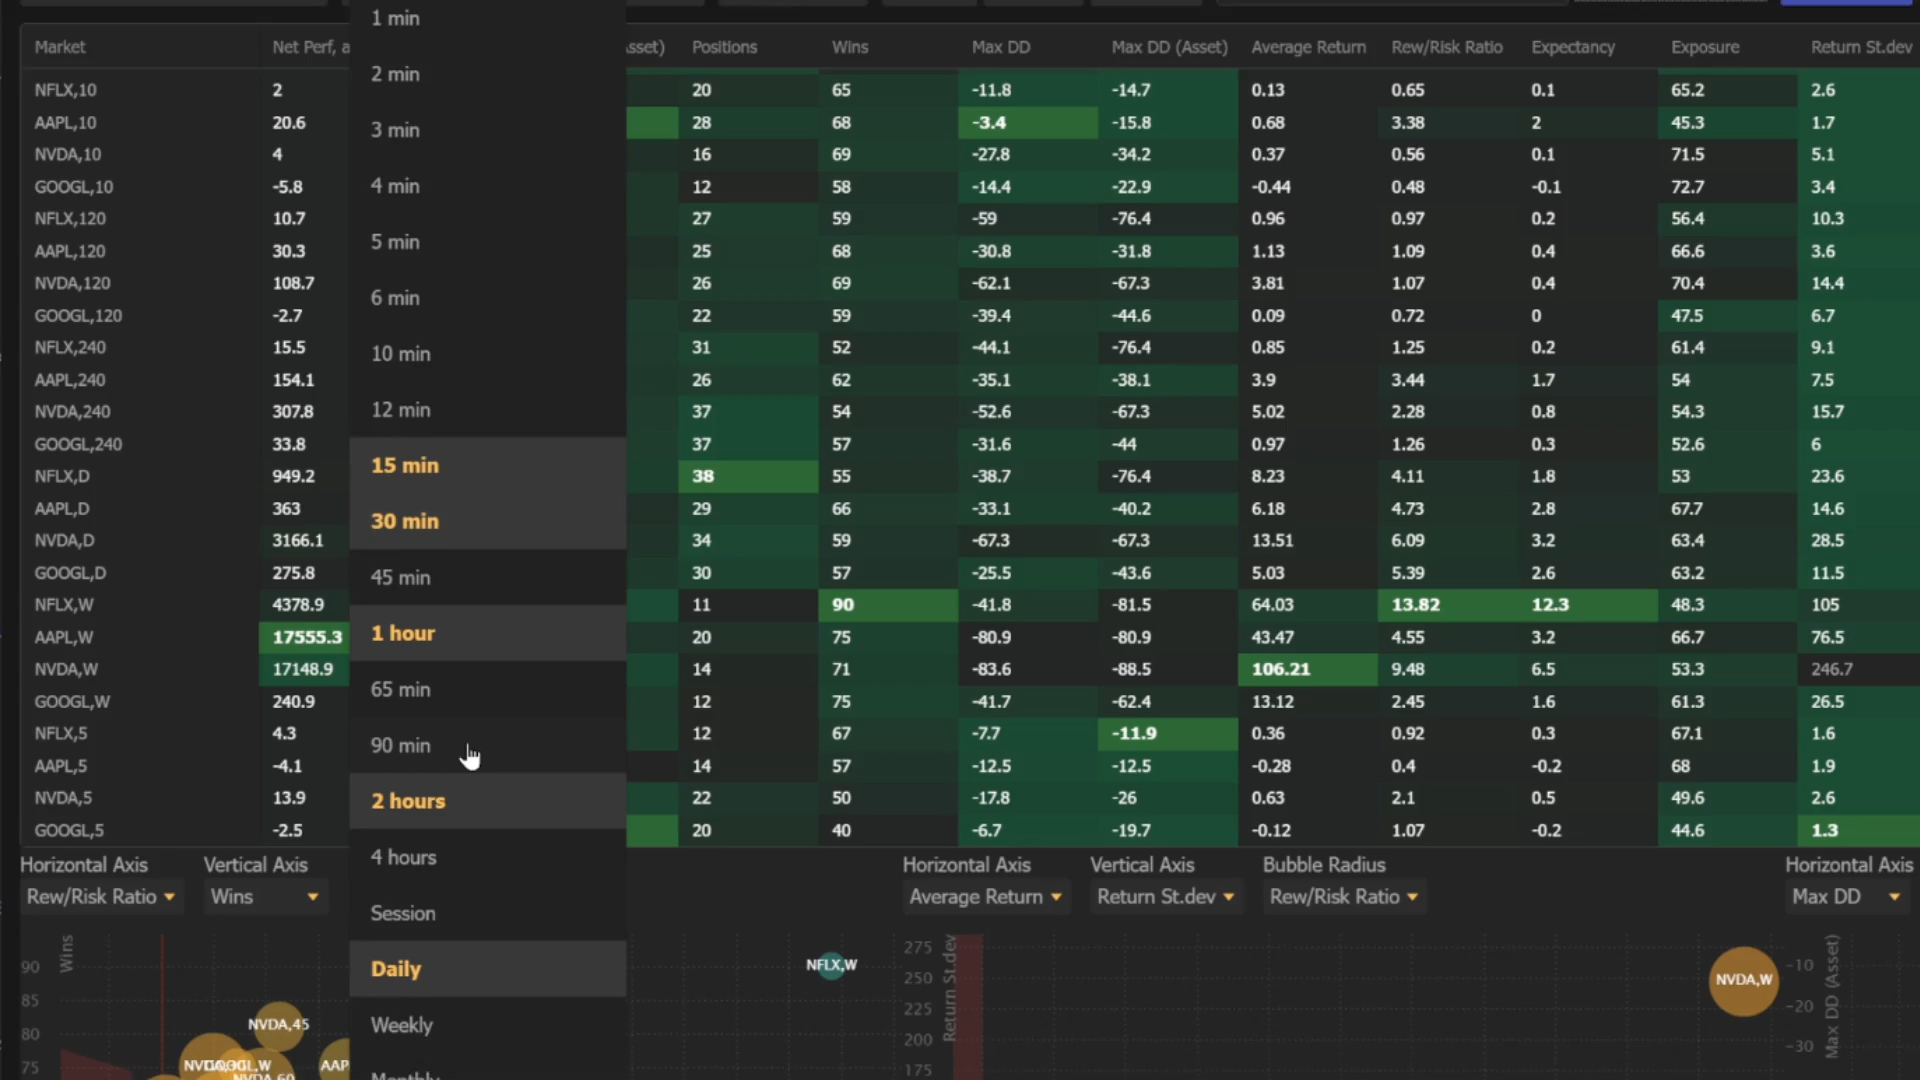 Market Net Perf, a sset) Positions Wins Max DD Max DD (Asset) Average Return Rew/Risk Ratio Expectancy Exposure Return St.dev
NFLX,10 2 20 65 -11.8 -14.7 0.13 0.65 0.1 65.2 2.6
AAPL,10 20.6 28 68 -3.4 -15.8 0.68 3.38 2 45.3 1.7
NVDA,10 4 16 69 -27.8 -34.2 0.37 0.56 0.1 71.5 5.1
GOOGL,10 -5.8 12 58 -14.4 -22.9 -0.44 0.48 -0.1 72.7 3.4
NFLX,120 10.7 27 59 -59 -76.4 0.96 0.97 0.2 56.4 10.3
AAPL,120 30.3 25 68 -30.8 -31.8 1.13 1.09 0.4 66.6 3.6
NVDA,120 108.7 26 69 -62.1 -67.3 3.81 1.07 0.4 70.4 14.4
GOOGL,120 -2.7 22 59 -39.4 -44.6 0.09 0.72 0 47.5 6.7
NFLX,240 15.5 31 52 -44.1 -76.4 0.85 1.25 0.2 61.4 9.1
AAPL,240 154.1 26 62 -35.1 -38.1 3.9 3.44 1.7 54 7.5
NVDA,240 307.8 37 54 -52.6 -67.3 5.02 2.28 0.8 54.3 15.7
GOOGL,240 33.8 37 57 -31.6 -44 0.97 1.26 0.3 52.6 6
NFLX,D 949.2 38 55 -38.7 -76.4 8.23 4.11 1.8 53 23.6
AAPL,D 363 29 66 -33.1 -40.2 6.18 4.73 2.8 67.7 14.6
NVDA,D 3166.1 34 59 -67.3 -67.3 13.51 6.09 3.2 63.4 28.5
GOOGL,D 275.8 30 57 -25.5 -43.6 5.03 5.39 2.6 63.2 11.5
NFLX,W 4378.9 11 90 -41.8 -81.5 64.03 13.82 12.3 48.3 105
AAPL,W 17555.3 20 75 -80.9 -80.9 43.47 4.55 3.2 66.7 76.5
NVDA,W 17148.9 14 71 -83.6 -88.5 106.21 9.48 6.5 53.3 246.7
GOOGL,W 240.9 12 75 -41.7 -62.4 13.12 2.45 1.6 61.3 26.5
NFLX,5 4.3 12 67 -7.7 -11.9 0.36 0.92 0.3 67.1 1.6
AAPL,5 -4.1 14 57 -12.5 -12.5 -0.28 0.4 -0.2 68 1.9
NVDA,5 13.9 22 50 -17.8 -26 0.63 2.1 0.5 49.6 2.6
GOOGL,5 -2.5 20 40 -6.7 -19.7 -0.12 1.07 -0.2 44.6 1.3
1 min
2 min
3 min
4 min
5 min
6 min
10 min
12 min
15 min
30 min
45 min
1 hour
65 min
90 min
2 hours
4 hours
Session
Daily
Weekly
Monthly
Horizontal Axis Vertical Axis
Rew/Risk Ratio Wins
Wins
90
85
80
75
NVDA,45
GOOGL,W
AAP
NVDA,60
NFLX,W
Horizontal Axis Vertical Axis Bubble Radius
Average Return Return St.dev Rew/Risk Ratio
275
250
225
200
175
Return St.dev
NVDA,W
Horizontal Axis
Max DD
-10
-20
-30
Max DD (Asset)